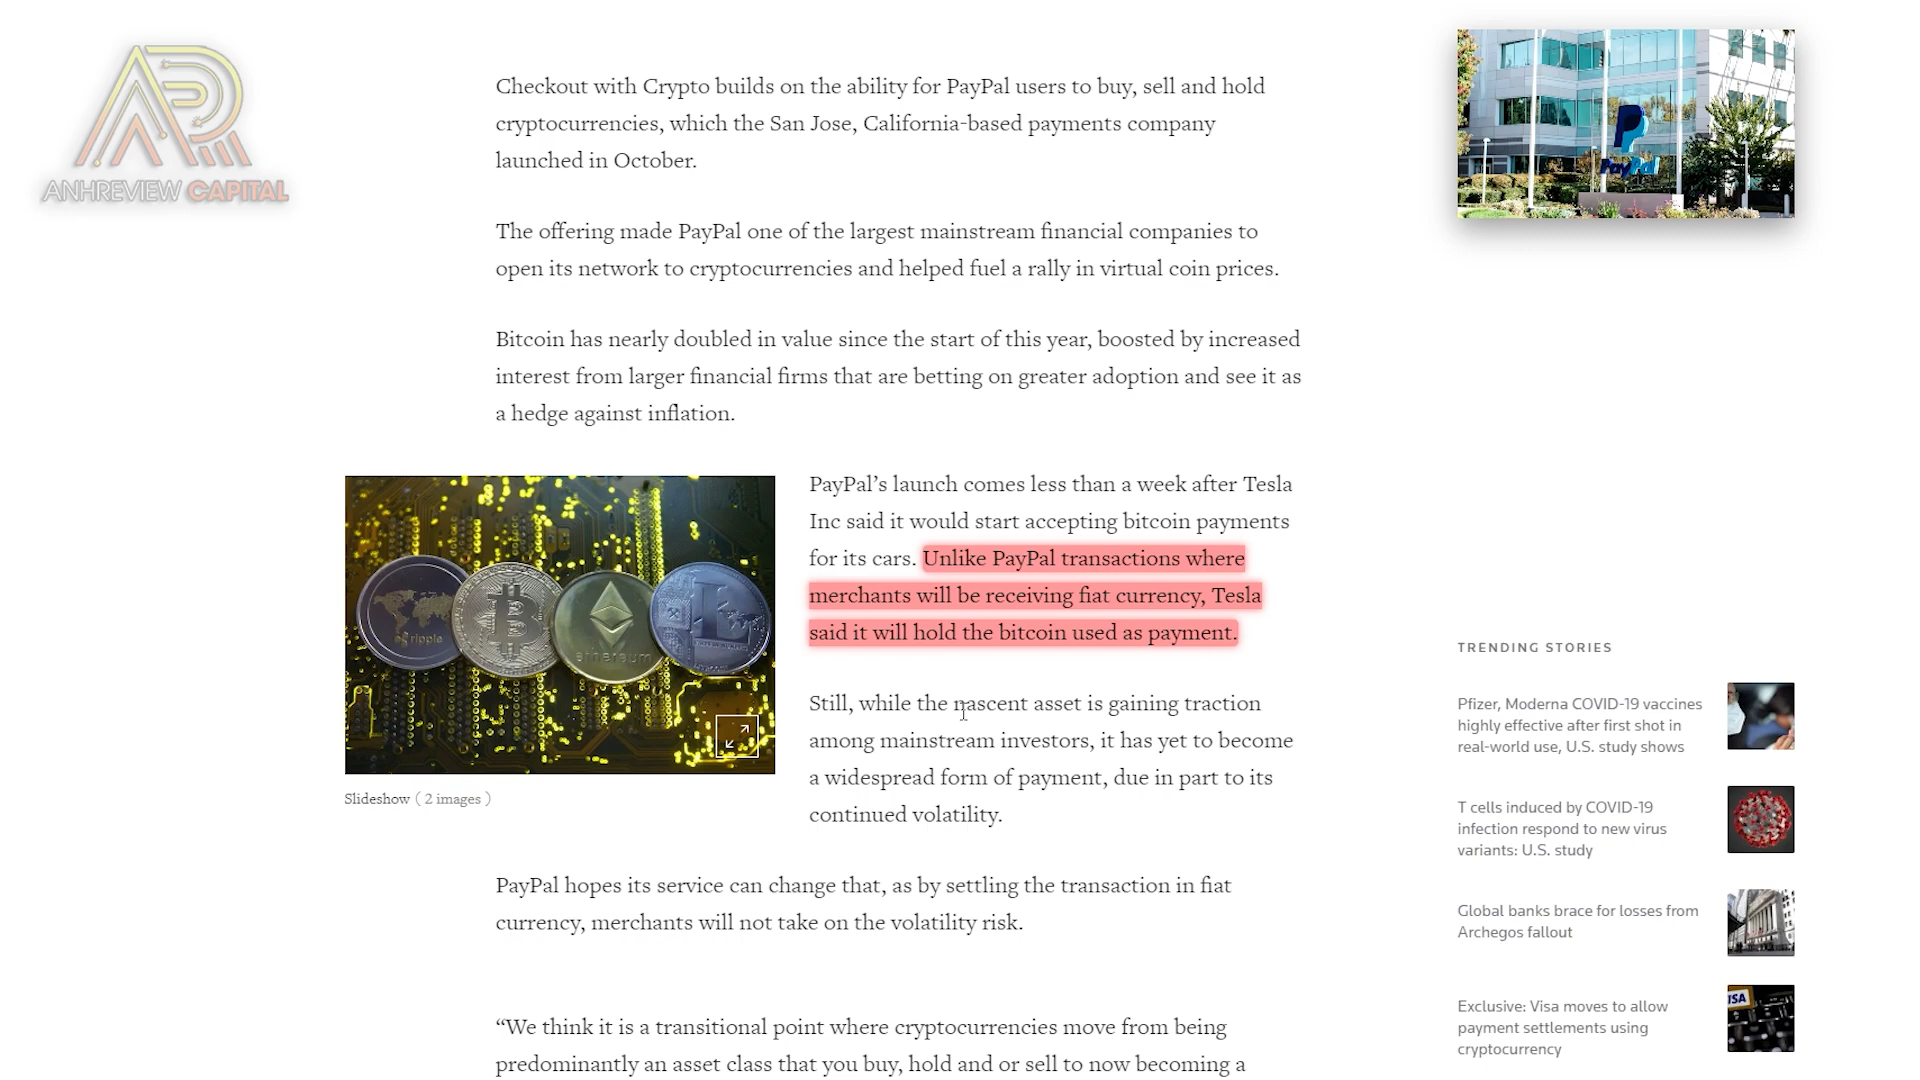 ANHREVIEW CAPITAL
Checkout with Crypto builds on the ability for PayPal users to buy, sell and hold
cryptocurrencies, which the San Jose, California-based payments company
launched in October.
The offering made PayPal one of the largest mainstream financial companies to
open its network to cryptocurrencies and helped fuel a rally in virtual coin prices.
Bitcoin has nearly doubled in value since the start of this year, boosted by increased
interest from larger financial firms that are betting on greater adoption and see it as
a hedge against inflation.
ripple
ethereum
Slideshow ( 2 images )
PayPal’s launch comes less than a week after Tesla
Inc said it would start accepting bitcoin payments
for its cars. Unlike PayPal transactions where
merchants will be receiving fiat currency, Tesla
said it will hold the bitcoin used as payment.
Still, while the nascent asset is gaining traction
among mainstream investors, it has yet to become
a widespread form of payment, due in part to its
continued volatility.
PayPal hopes its service can change that, as by settling the transaction in fiat
currency, merchants will not take on the volatility risk.
“We think it is a transitional point where cryptocurrencies move from being
predominantly an asset class that you buy, hold and or sell to now becoming a
PayPal
TRENDING STORIES
Pfizer, Moderna COVID-19 vaccines
highly effective after first shot in
real-world use, U.S. study shows
T cells induced by COVID-19
infection respond to new virus
variants: U.S. study
Global banks brace for losses from
Archegos fallout
Exclusive: Visa moves to allow
payment settlements using
cryptocurrency